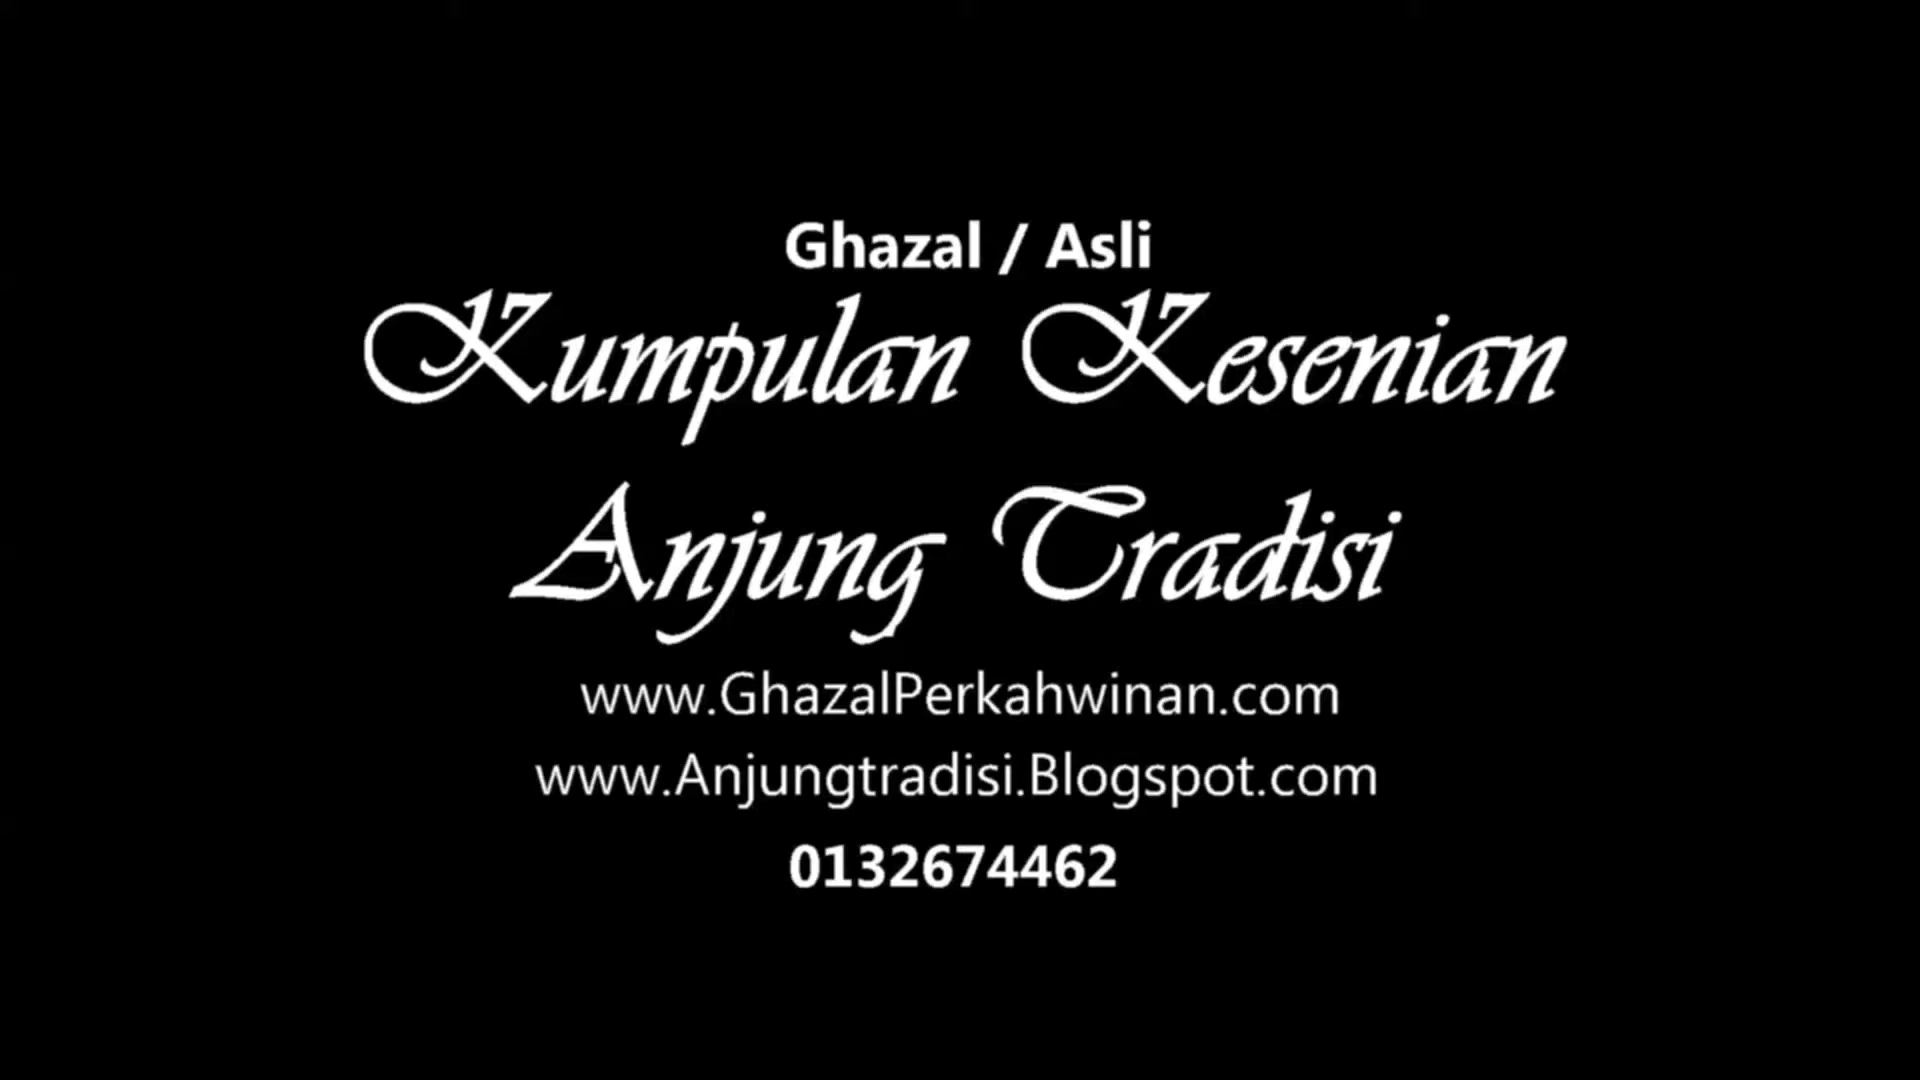 Ghazal / Asli
Kumpulan Kesenian
Anjung Tradisi
www.GhazalPerkahwinan.com
www.Anjungtradisi.Blogspot.com
0132674462